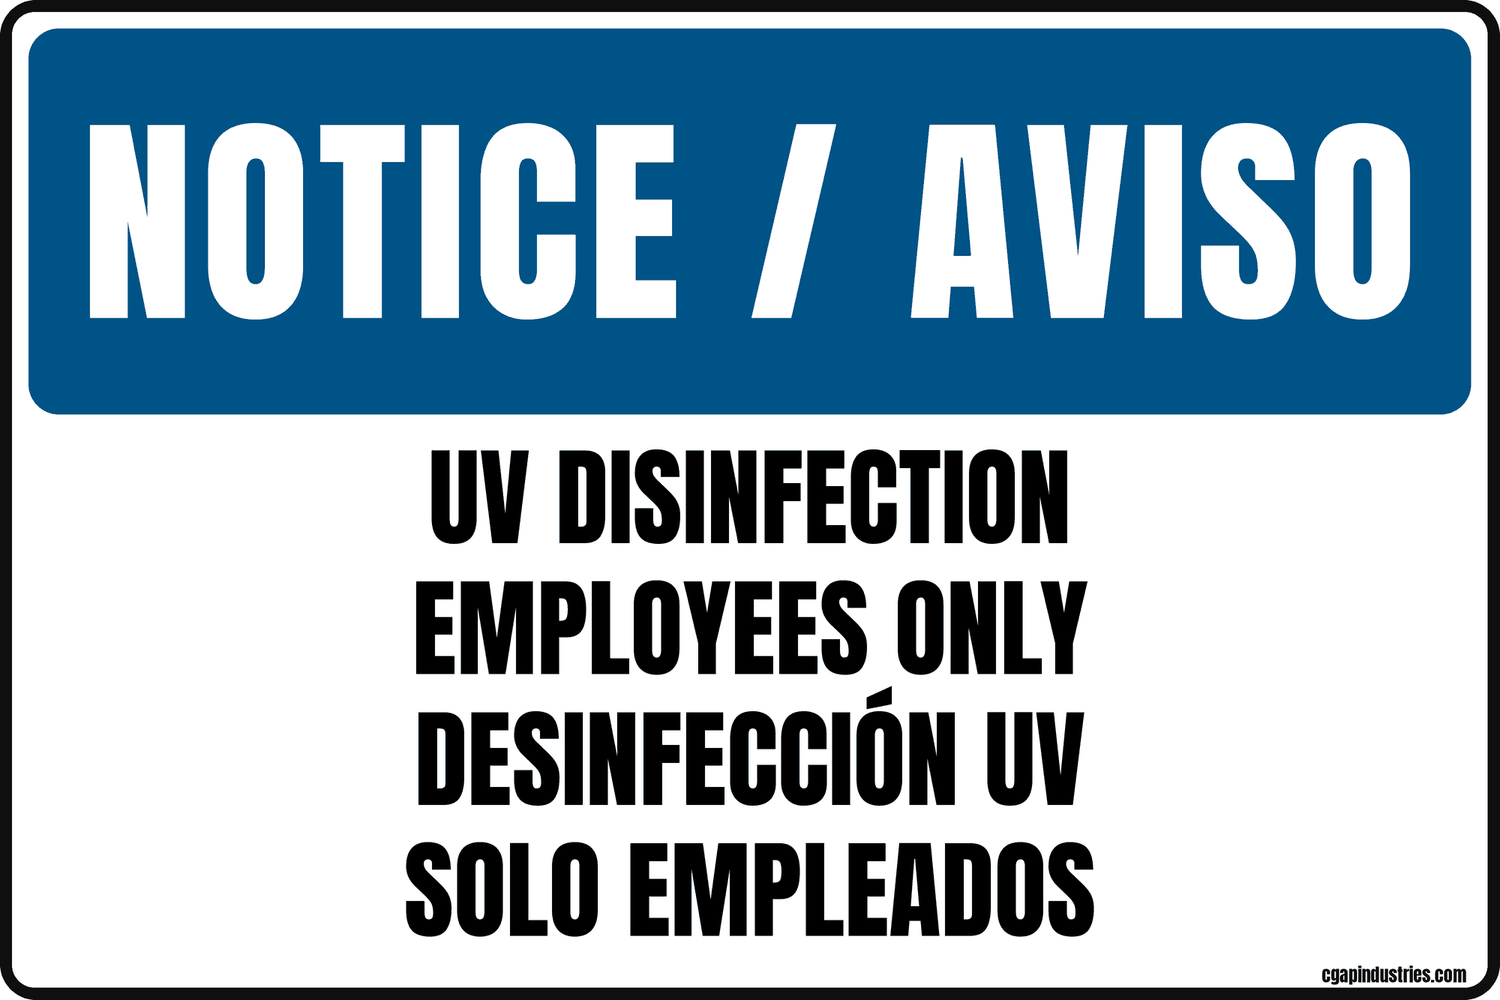 NOTICE / AVISO
UV DISINFECTION
EMPLOYEES ONLY
DESINFECCIÓN UV
SOLO EMPLEADOS
cgapindustries.com